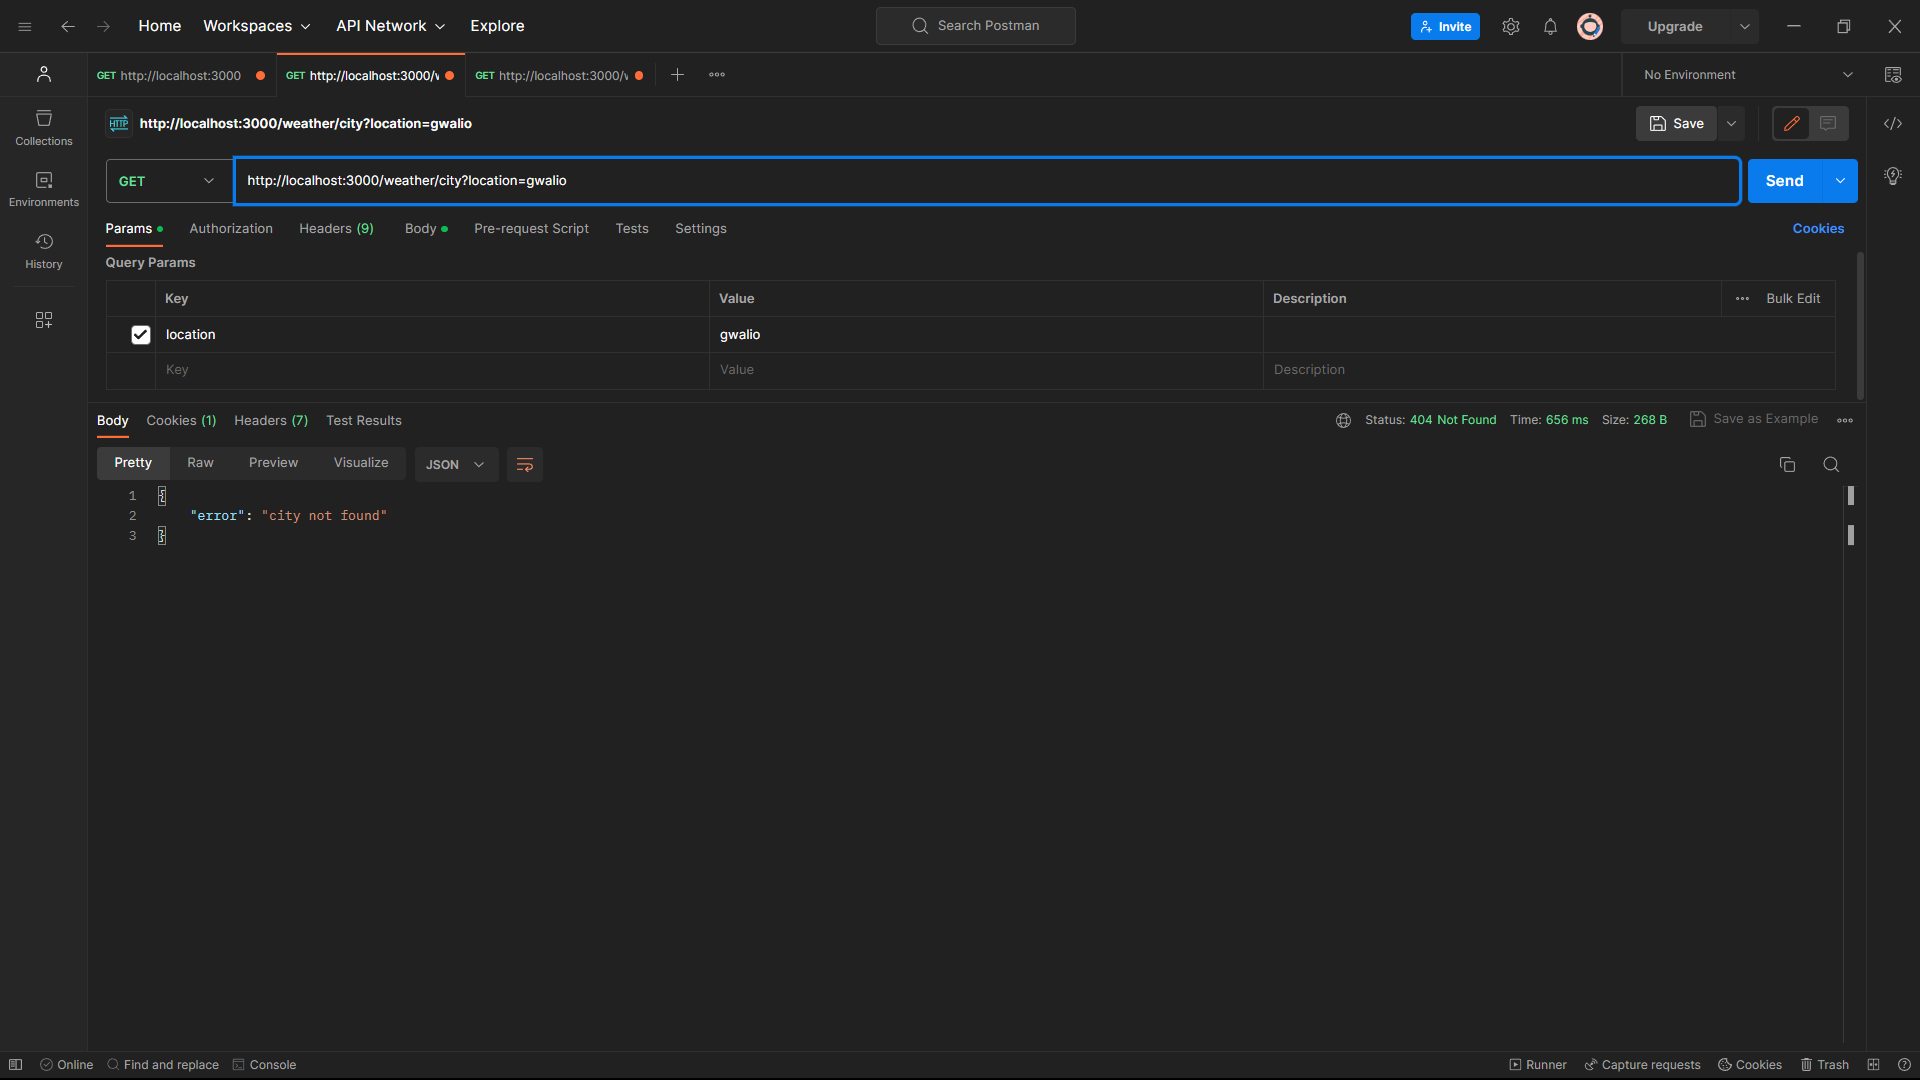 Home Workspaces API Network Explore Search Postman Invite Upgrade
GET http://localhost:3000 GET http://localhost:3000/v GET http://localhost:3000/v No Environment
Collections
Environments
History
HTTP http://localhost:3000/weather/city?location=gwalio Save
GET http://localhost:3000/weather/city?location=gwalio Send
Params Authorization Headers (9) Body Pre-request Script Tests Settings Cookies
Query Params
Key Value Description Bulk Edit
location gwalio
Key Value Description
Body Cookies (1) Headers (7) Test Results Status: 404 Not Found Time: 656 ms Size: 268 B Save as Example
Pretty Raw Preview Visualize JSON
1 {
2 "error": "city not found"
3 }
Online Find and replace Console Runner Capture requests Cookies Trash